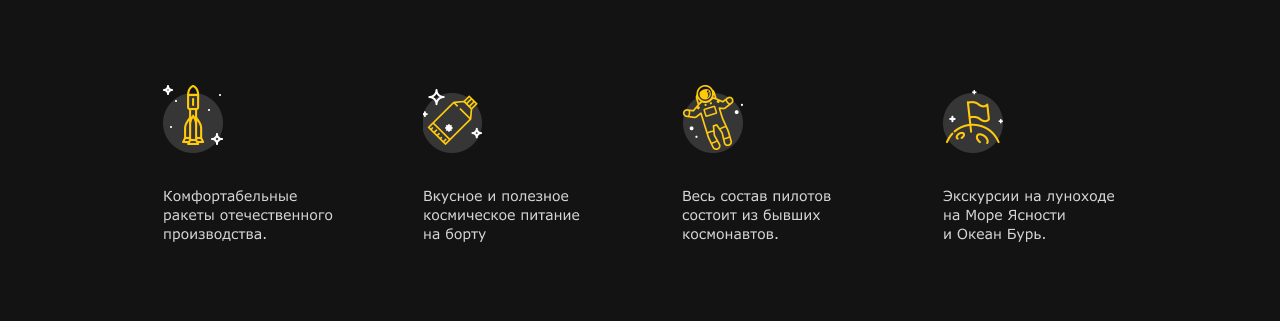 Комфортабельные
ракеты отечественного
производства.
Вкусное и полезное
космическое питание
на борту
Весь состав пилотов
состоит из бывших
космонавтов.
Экскурсии на луноходе
на Море Ясности
и Океан Бурь.